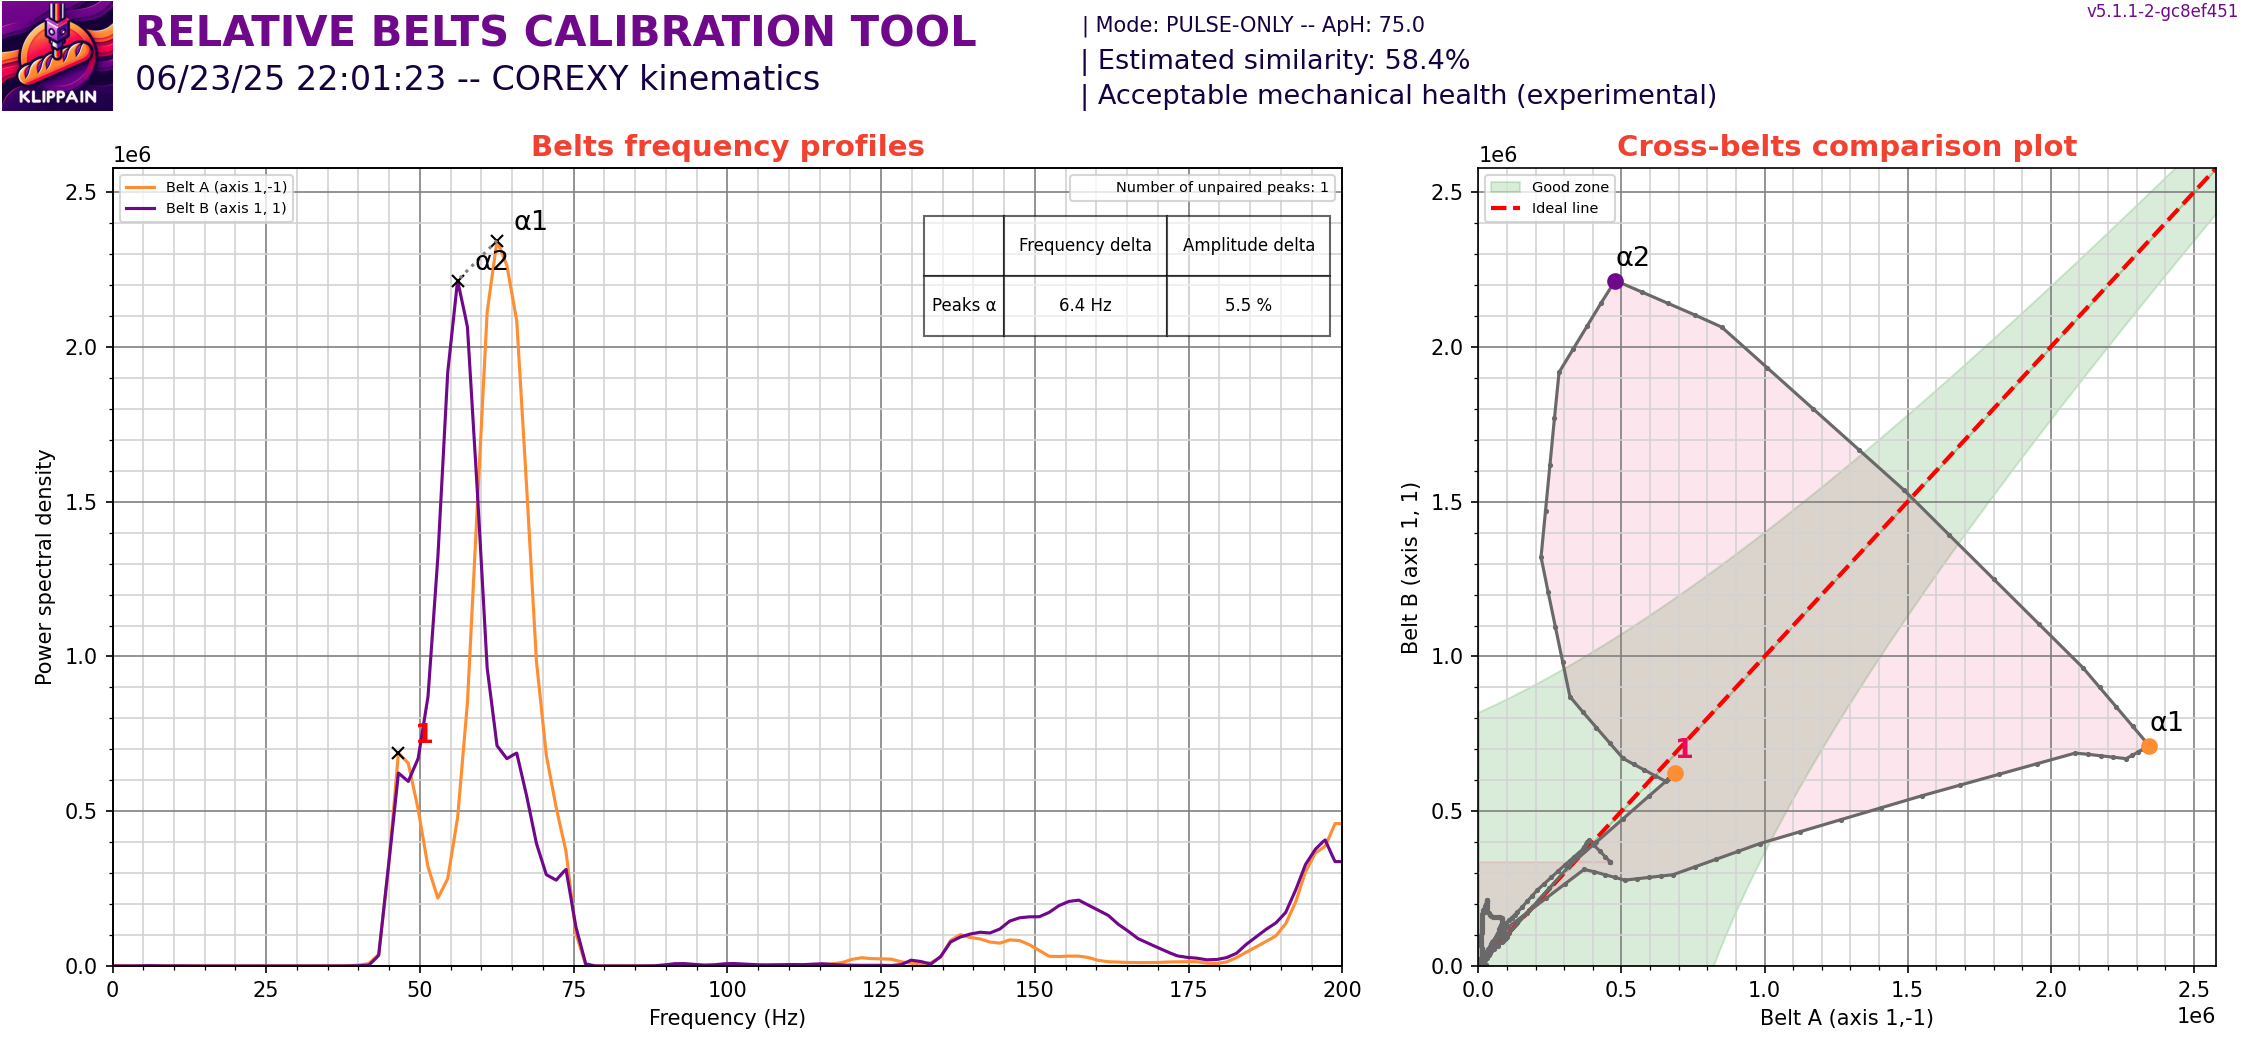 KLIPPAIN
RELATIVE BELTS CALIBRATION TOOL
06/23/25 22:01:23 -- COREXY kinematics
| Mode: PULSE-ONLY -- ApH: 75.0
| Estimated similarity: 58.4%
| Acceptable mechanical health (experimental)
v5.1.1-2-gc8ef451
Belts frequency profiles
1e6
Belt A (axis 1,-1)
Belt B (axis 1, 1)
Number of unpaired peaks: 1
Frequency delta Amplitude delta
Peaks α 6.4 Hz 5.5 %
α1
α2
1
2.5
2.0
1.5
1.0
0.5
0.0
Power spectral density
0 25 50 75 100 125 150 175 200
Frequency (Hz)
Cross-belts comparison plot
1e6
Good zone
Ideal line
α2
α1
1
2.5
2.0
1.5
1.0
0.5
0.0
Belt B (axis 1, 1)
0.0 0.5 1.0 1.5 2.0 2.5
Belt A (axis 1,-1)
1e6